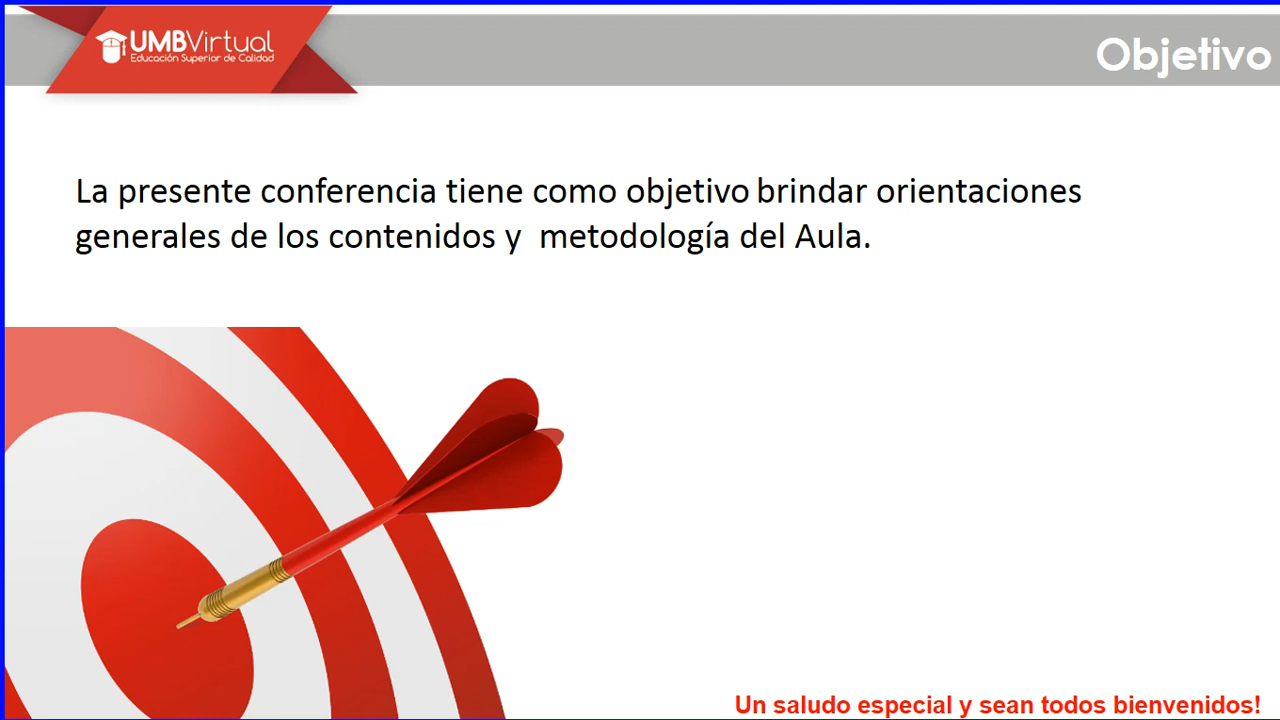 UMBVirtual
Educación Superior de Calidad
Objetivo
La presente conferencia tiene como objetivo brindar orientaciones
generales de los contenidos y metodología del Aula.
Un saludo especial y sean todos bienvenidos!